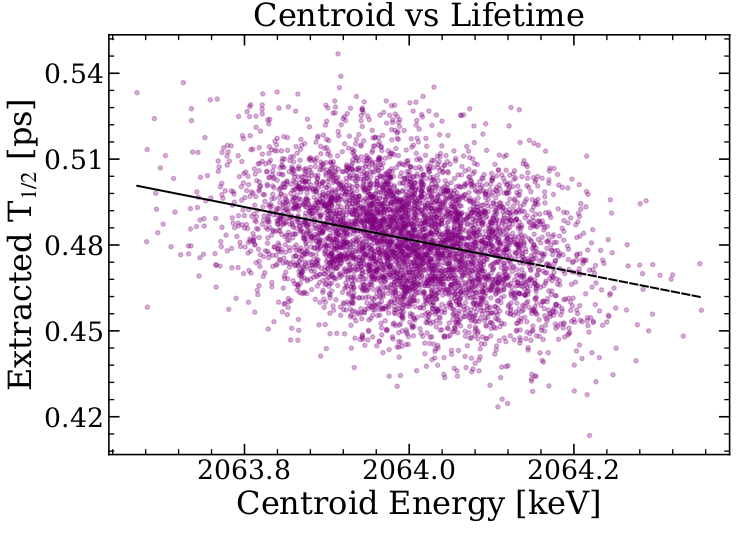 Centroid vs Lifetime
Extracted T1/2 [ps]
0.54
0.51
0.48
0.45
0.42
2063.8 2064.0 2064.2
Centroid Energy [keV]